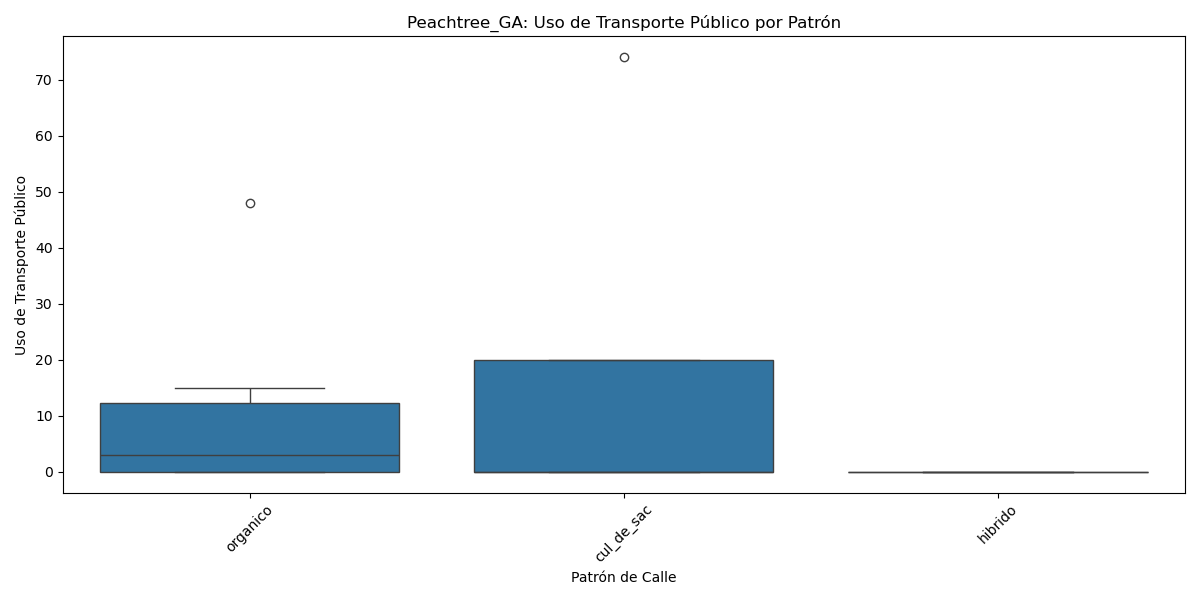 Peachtree_GA: Uso de Transporte Público por Patrón
Uso de Transporte Público
70
60
50
40
30
20
10
0
organico
cul_de_sac
hibrido
Patrón de Calle